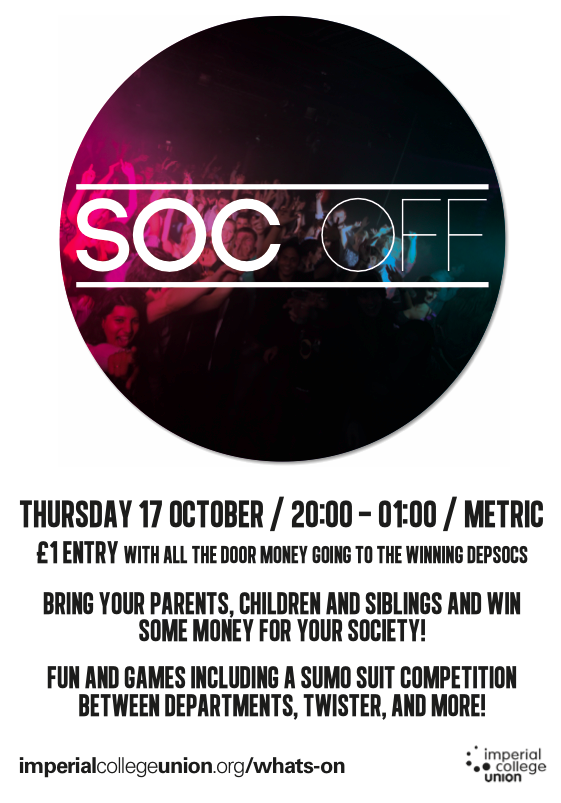 SOC OFF
THURSDAY 17 OCTOBER / 20:00 – 01:00 / METRIC
£1 ENTRY WITH ALL THE DOOR MONEY GOING TO THE WINNING DEPSOCS
BRING YOUR PARENTS, CHILDREN AND SIBLINGS AND WIN
SOME MONEY FOR YOUR SOCIETY!
FUN AND GAMES INCLUDING A SUMO SUIT COMPETITION
BETWEEN DEPARTMENTS, TWISTER, AND MORE!
imperialcollegeunion.org/whats-on
imperial
college
union